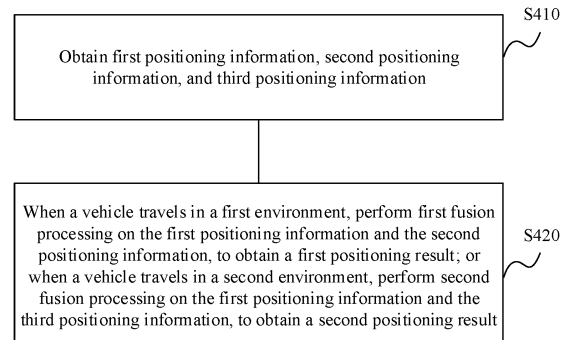 S410
Obtain first positioning information, second positioning
information, and third positioning information
When a vehicle travels in a first environment, perform first fusion
processing on the first positioning information and the second
positioning information, to obtain a first positioning result; or
when a vehicle travels in a second environment, perform second
fusion processing on the first positioning information and the
third positioning information, to obtain a second positioning result
S420